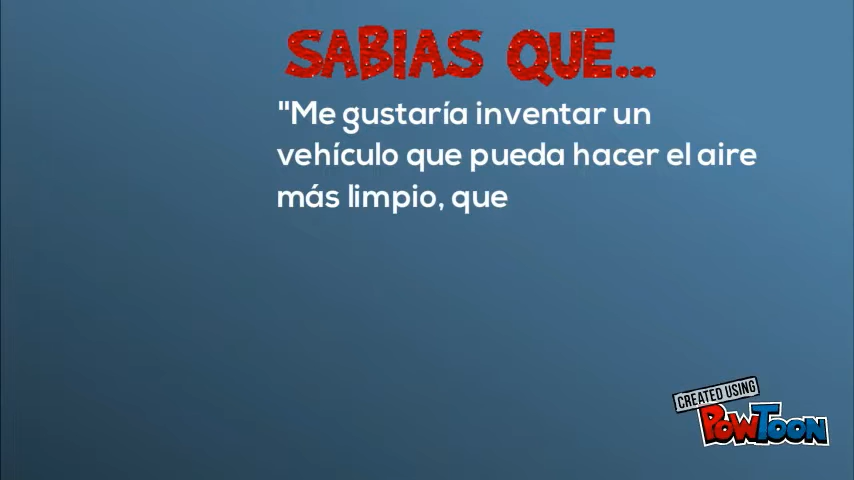 SABIAS QUE...
"Me gustaría inventar un
vehículo que pueda hacer el aire
más limpio, que
CREATED USING
POWTOON